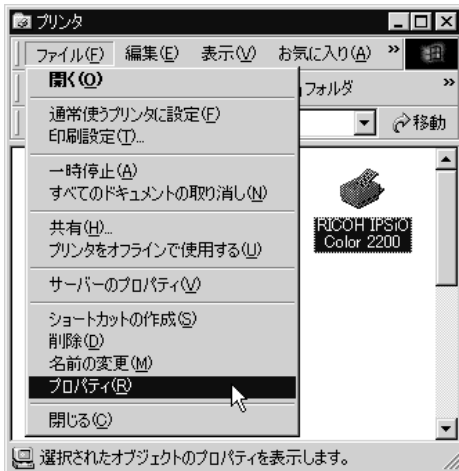 プリンタ
ファイル(F) 編集(E) 表示(V) お気に入り(A) »
開く(O)
フォルダ »
通常使うプリンタに設定(F)
印刷設定(T)...
移動
一時停止(A)
すべてのドキュメントの取り消し(N)
共有(H)...
プリンタをオフラインで使用する(U)
RICOH IPSiO
Color 2200
サーバーのプロパティ(V)
ショートカットの作成(S)
削除(D)
名前の変更(M)
プロパティ(R)
閉じる(C)
選択されたオブジェクトのプロパティを表示します。